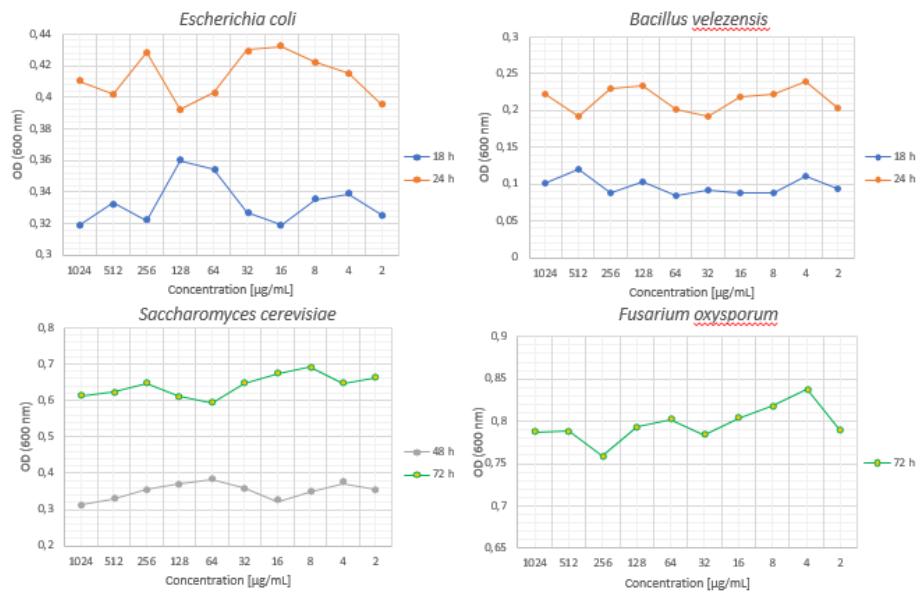 Escherichia coli
0,44
0,42
0,4
0,38
0,36
0,34
0,32
0,3
OD (600 nm)
1024 512 256 128 64 32 16 8 4 2
Concentration [µg/mL]
18 h
24 h
Bacillus velezensis
0,3
0,25
0,2
0,15
0,1
0,05
0
OD (600 nm)
1024 512 256 128 64 32 16 8 4 2
Concentration [µg/mL]
18 h
24 h
Saccharomyces cerevisiae
0,8
0,7
0,6
0,5
0,4
0,3
0,2
OD (600 nm)
1024 512 256 128 64 32 16 8 4 2
Concentration [µg/mL]
48 h
72 h
Fusarium oxysporum
0,9
0,85
0,8
0,75
0,7
0,65
OD (600 nm)
1024 512 256 128 64 32 16 8 4 2
Concentration [µg/mL]
72 h